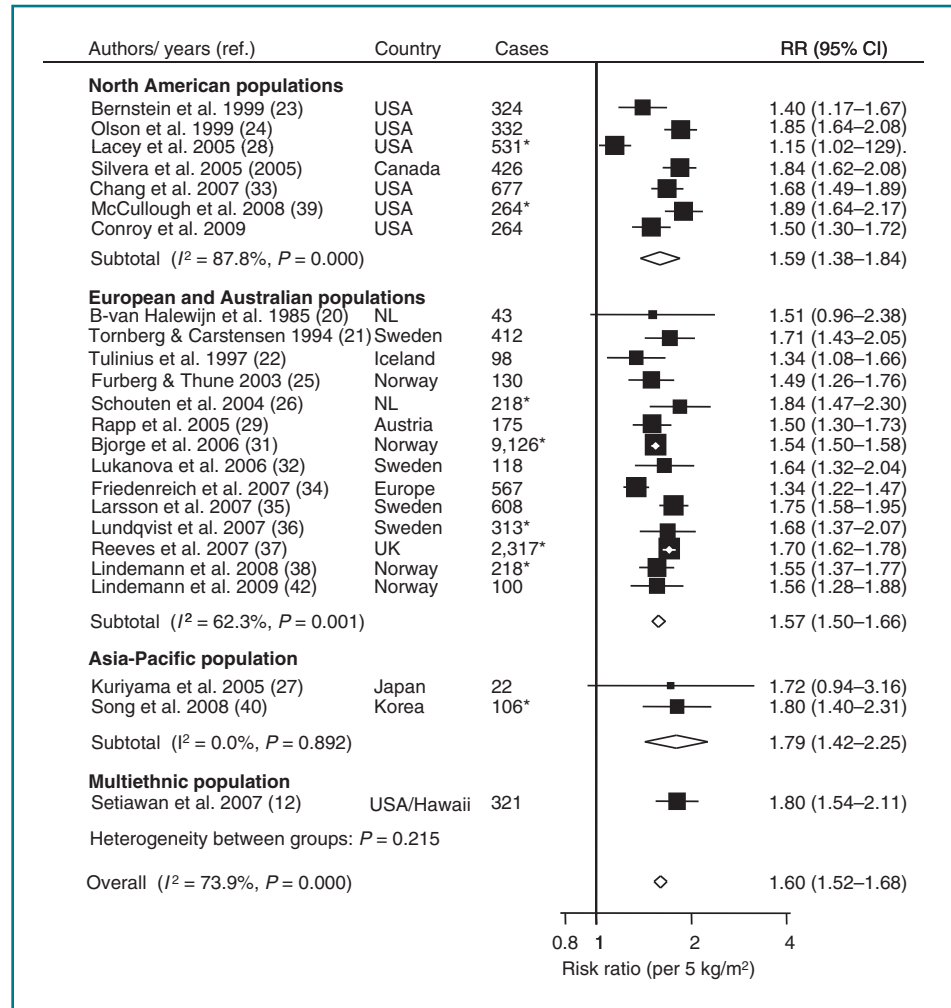 Authors/ years (ref.) Country Cases RR (95% CI)
North American populations
Bernstein et al. 1999 (23) USA 324 1.40 (1.17–1.67)
Olson et al. 1999 (24) USA 332 1.85 (1.64–2.08)
Lacey et al. 2005 (28) USA 531* 1.15 (1.02–129).
Silvera et al. 2005 (2005) Canada 426 1.84 (1.62–2.08)
Chang et al. 2007 (33) USA 677 1.68 (1.49–1.89)
McCullough et al. 2008 (39) USA 264* 1.89 (1.64–2.17)
Conroy et al. 2009 USA 264 1.50 (1.30–1.72)
Subtotal (I² = 87.8%, P = 0.000) 1.59 (1.38–1.84)
European and Australian populations
B-van Halewijn et al. 1985 (20) NL 43 1.51 (0.96–2.38)
Tornberg & Carstensen 1994 (21) Sweden 412 1.71 (1.43–2.05)
Tulinius et al. 1997 (22) Iceland 98 1.34 (1.08–1.66)
Furberg & Thune 2003 (25) Norway 130 1.49 (1.26–1.76)
Schouten et al. 2004 (26) NL 218* 1.84 (1.47–2.30)
Rapp et al. 2005 (29) Austria 175 1.50 (1.30–1.73)
Bjorge et al. 2006 (31) Norway 9,126* 1.54 (1.50–1.58)
Lukanova et al. 2006 (32) Sweden 118 1.64 (1.32–2.04)
Friedenreich et al. 2007 (34) Europe 567 1.34 (1.22–1.47)
Larsson et al. 2007 (35) Sweden 608 1.75 (1.58–1.95)
Lundqvist et al. 2007 (36) Sweden 313* 1.68 (1.37–2.07)
Reeves et al. 2007 (37) UK 2,317* 1.70 (1.62–1.78)
Lindemann et al. 2008 (38) Norway 218* 1.55 (1.37–1.77)
Lindemann et al. 2009 (42) Norway 100 1.56 (1.28–1.88)
Subtotal (I² = 62.3%, P = 0.001) 1.57 (1.50–1.66)
Asia-Pacific population
Kuriyama et al. 2005 (27) Japan 22 1.72 (0.94–3.16)
Song et al. 2008 (40) Korea 106* 1.80 (1.40–2.31)
Subtotal (I² = 0.0%, P = 0.892) 1.79 (1.42–2.25)
Multiethnic population
Setiawan et al. 2007 (12) USA/Hawaii 321 1.80 (1.54–2.11)
Heterogeneity between groups: P = 0.215
Overall (I² = 73.9%, P = 0.000) 1.60 (1.52–1.68)
0.8 1 2 4
Risk ratio (per 5 kg/m²)